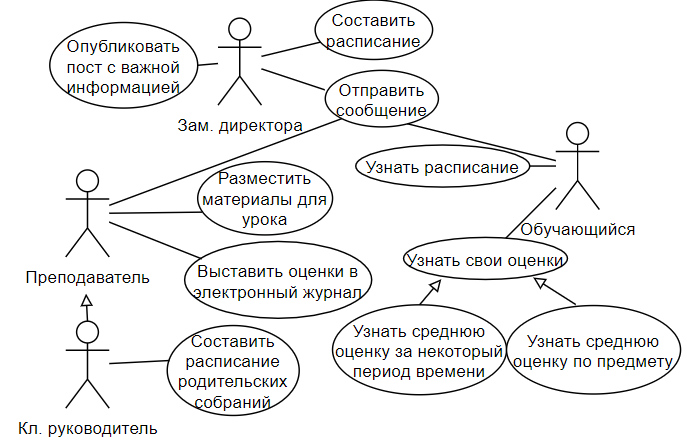 Опубликовать
пост с важной
информацией
Составить
расписание
Отправить
сообщение
Зам. директора
Узнать расписание
Разместить
материалы для
урока
Обучающийся
Преподаватель
Выставить оценки в
электронный журнал
Узнать свои оценки
Составить
расписание
родительских
собраний
Узнать среднюю
оценку за некоторый
период времени
Узнать среднюю
оценку по предмету
Кл. руководитель